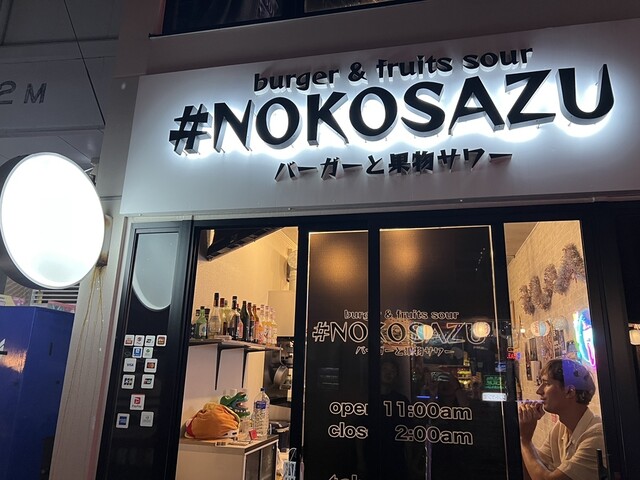 2M
burger & fruits sour
#NOKOSAZU
バーガーと果物サワー
burger & fruits sour
#NOKOSAZU
バーガーと果物サワー
open 11:00am
close 2:00am